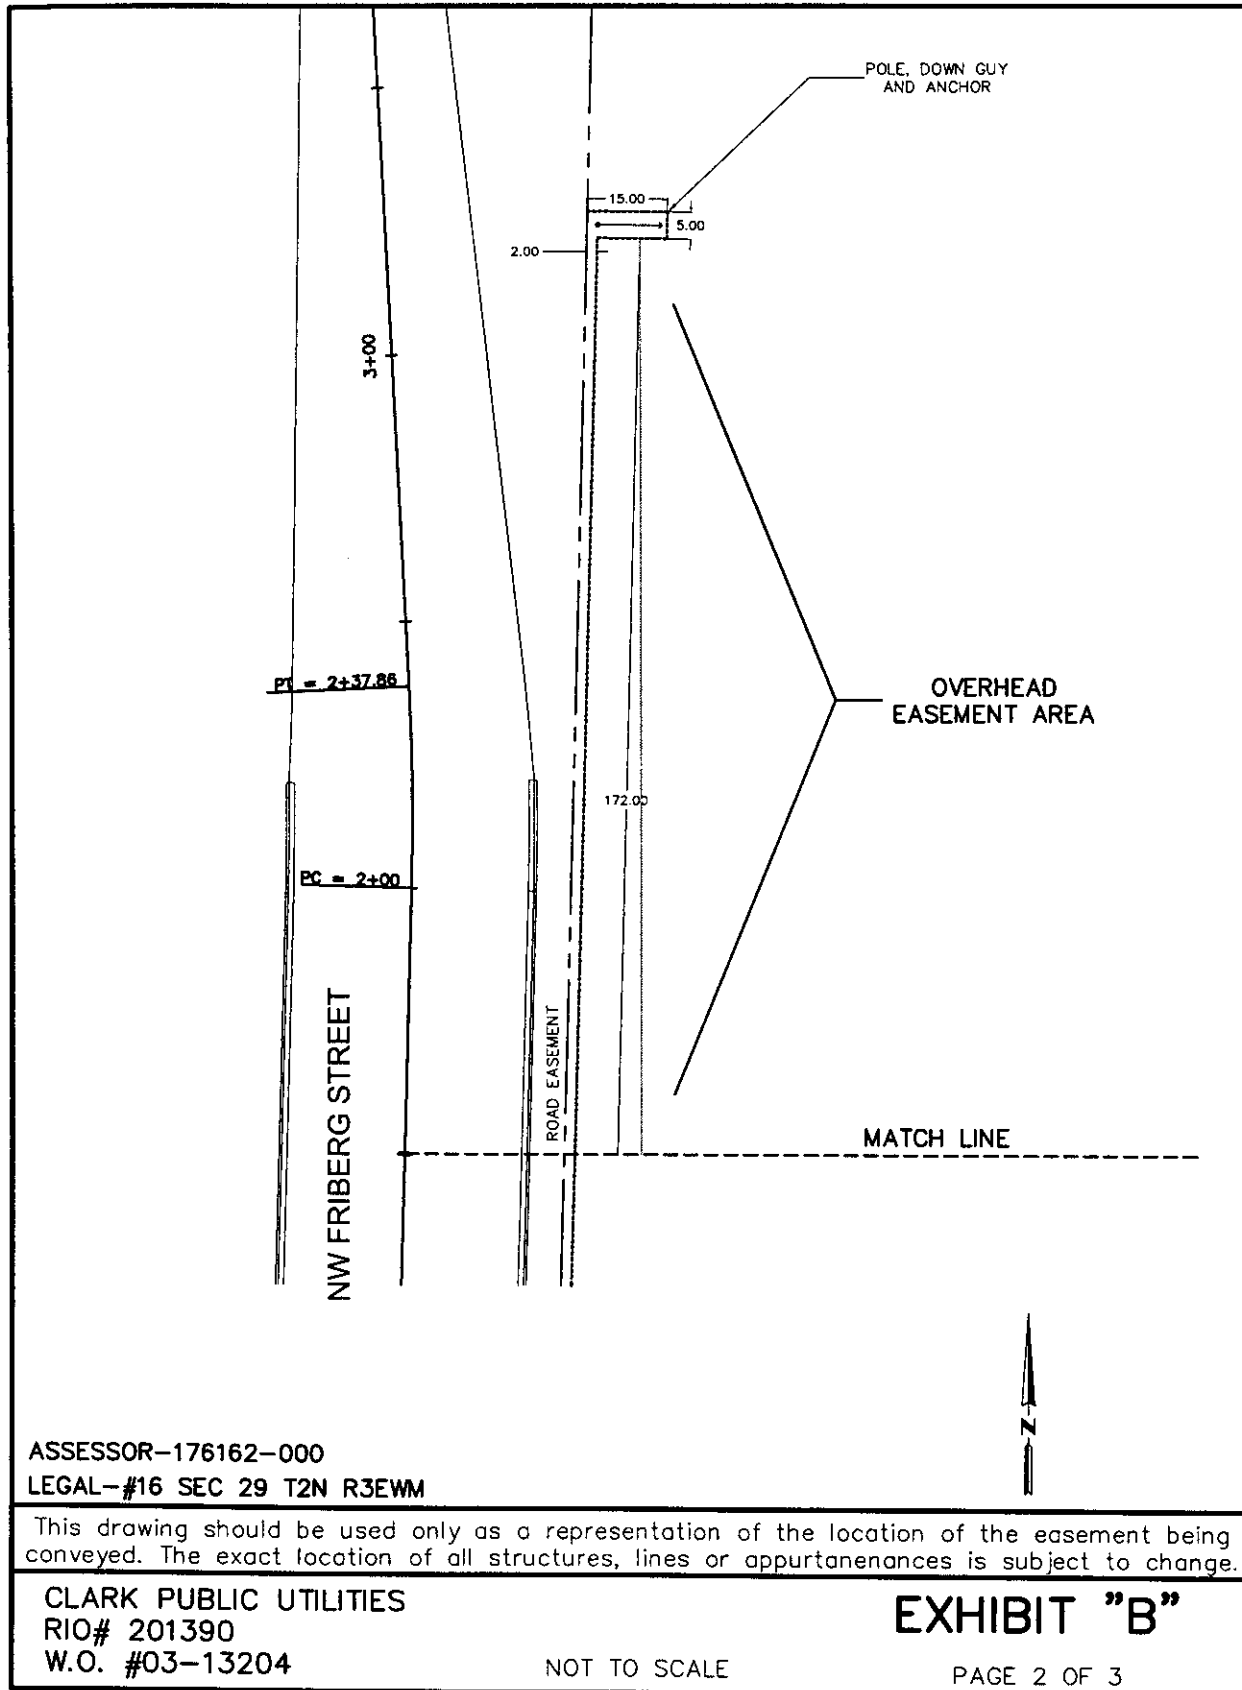 POLE, DOWN GUY
AND ANCHOR
15.00
5.00
2.00
3+00
PT = 2+37.86
OVERHEAD
EASEMENT AREA
172.00
PC = 2+00
NW FRIBERG STREET
ROAD EASEMENT
MATCH LINE
N
ASSESSOR-176162-000
LEGAL-#16 SEC 29 T2N R3EWM
This drawing should be used only as a representation of the location of the easement being
conveyed. The exact location of all structures, lines or appurtanenances is subject to change.
CLARK PUBLIC UTILITIES
RIO# 201390
W.O. #03-13204
NOT TO SCALE
EXHIBIT "B"
PAGE 2 OF 3